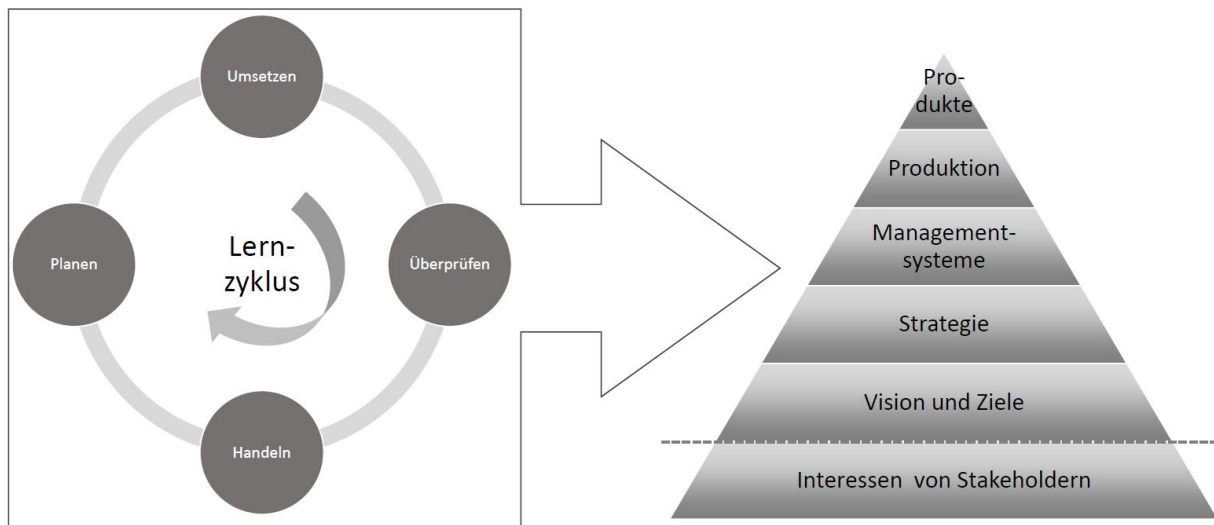 Umsetzen
Planen
Lern-
zyklus
Überprüfen
Handeln
Pro-
dukte
Produktion
Management-
systeme
Strategie
Vision und Ziele
Interessen von Stakeholdern